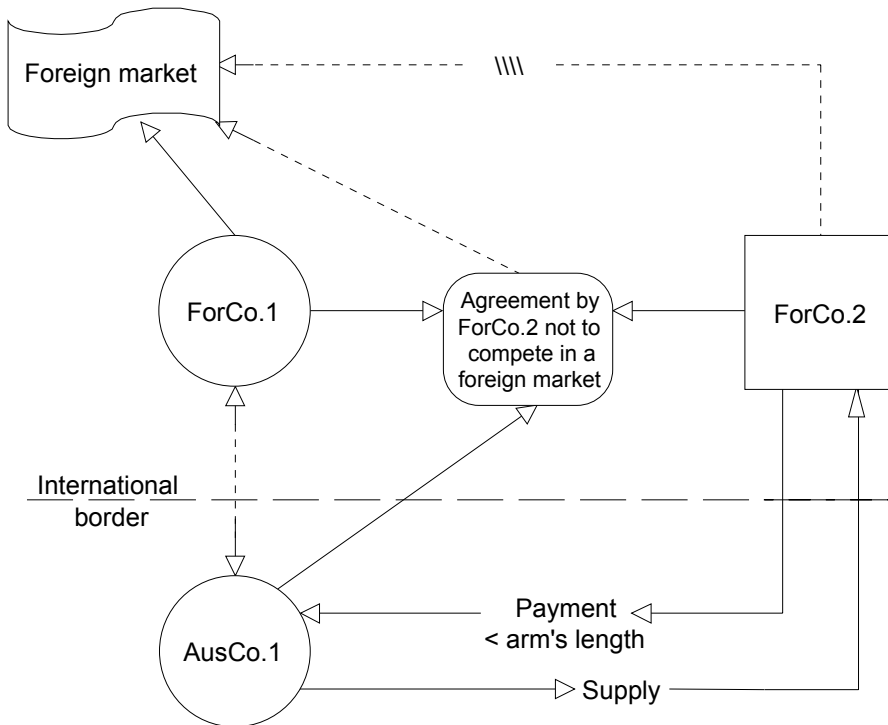 Foreign market
\\\\
ForCo.1
Agreement by
ForCo.2 not to
compete in a
foreign market
ForCo.2
International
border
AusCo.1
Payment
< arm's length
Supply